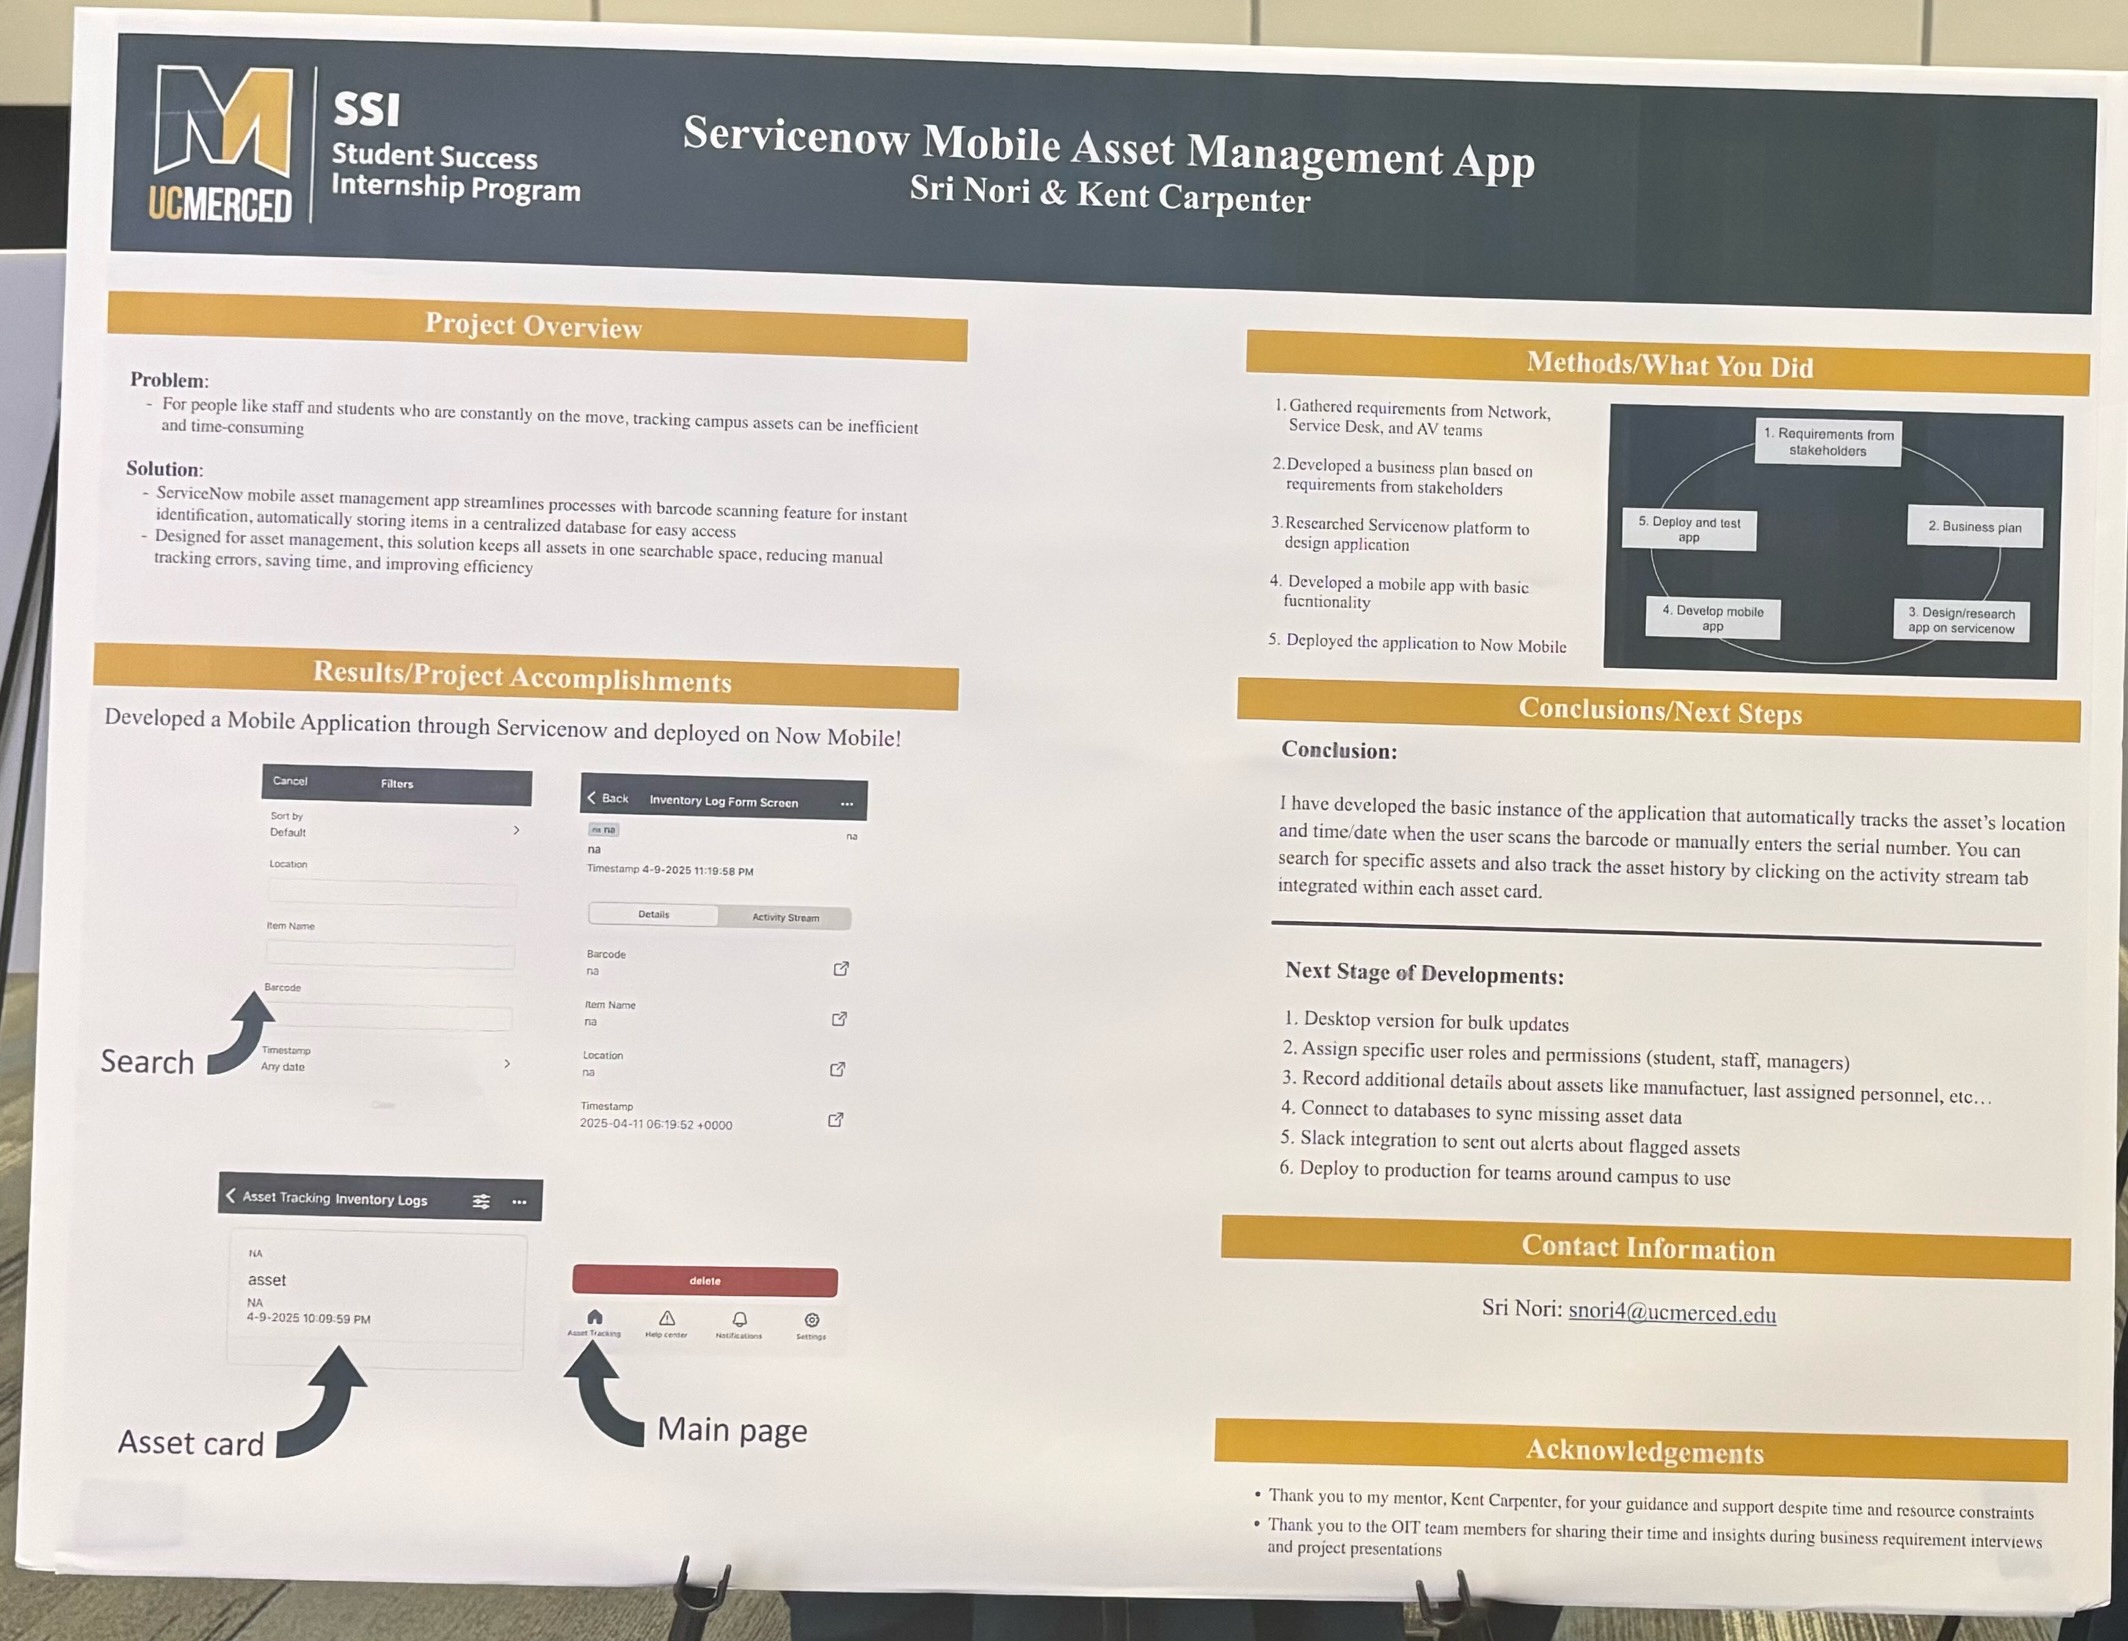 UCMERCED
SSI
Student Success
Internship Program
Servicenow Mobile Asset Management App
Sri Nori & Kent Carpenter
Project Overview
Problem:
- For people like staff and students who are constantly on the move, tracking campus assets can be inefficient
and time-consuming
Solution:
- ServiceNow mobile asset management app streamlines processes with barcode scanning feature for instant
identification, automatically storing items in a centralized database for easy access
- Designed for asset management, this solution keeps all assets in one searchable space, reducing manual
tracking errors, saving time, and improving efficiency
Results/Project Accomplishments
Developed a Mobile Application through Servicenow and deployed on Now Mobile!
Cancel Filters
Sort by
Default
Location
Item Name
Barcode
Timestamp
Any date
Search
Back Inventory Log Form Screen ...
na na
na
na
Timestamp 4-9-2025 11:19:58 PM
Details Activity Stream
Barcode
na
Item Name
na
Location
na
Timestamp
2025-04-11 06:19:52 +0000
Asset Tracking Inventory Logs ...
NA
asset
NA
4-9-2025 10:09:59 PM
Asset card
delete
Asset Tracking Help center Notifications Settings
Main page
Methods/What You Did
1. Gathered requirements from Network,
Service Desk, and AV teams
2.Developed a business plan based on
requirements from stakeholders
3.Researched Servicenow platform to
design application
4. Developed a mobile app with basic
fucntionality
5. Deployed the application to Now Mobile
1. Requirements from
stakeholders
2. Business plan
3. Design/research
app on servicenow
4. Develop mobile
app
5. Deploy and test
app
Conclusions/Next Steps
Conclusion:
I have developed the basic instance of the application that automatically tracks the asset's location
and time/date when the user scans the barcode or manually enters the serial number. You can
search for specific assets and also track the asset history by clicking on the activity stream tab
integrated within each asset card.
Next Stage of Developments:
1. Desktop version for bulk updates
2. Assign specific user roles and permissions (student, staff, managers)
3. Record additional details about assets like manufactuer, last assigned personnel, etc...
4. Connect to databases to sync missing asset data
5. Slack integration to sent out alerts about flagged assets
6. Deploy to production for teams around campus to use
Contact Information
Sri Nori: snori4@ucmerced.edu
Acknowledgements
• Thank you to my mentor, Kent Carpenter, for your guidance and support despite time and resource constraints
• Thank you to the OIT team members for sharing their time and insights during business requirement interviews
and project presentations